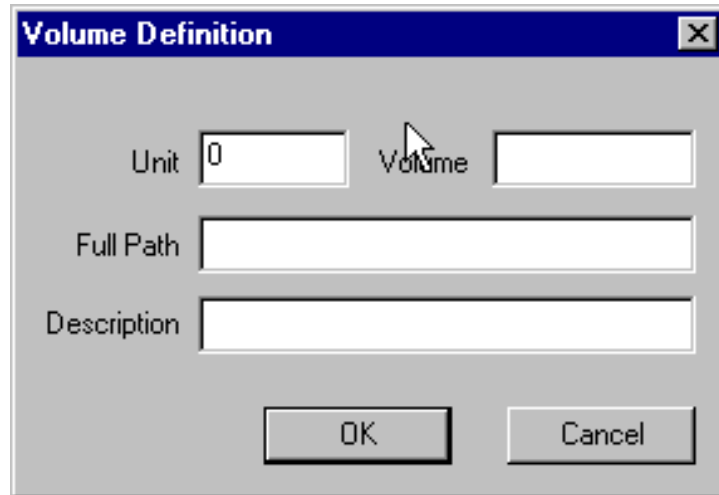 Volume Definition
Unit 0 Volume
Full Path
Description
OK Cancel